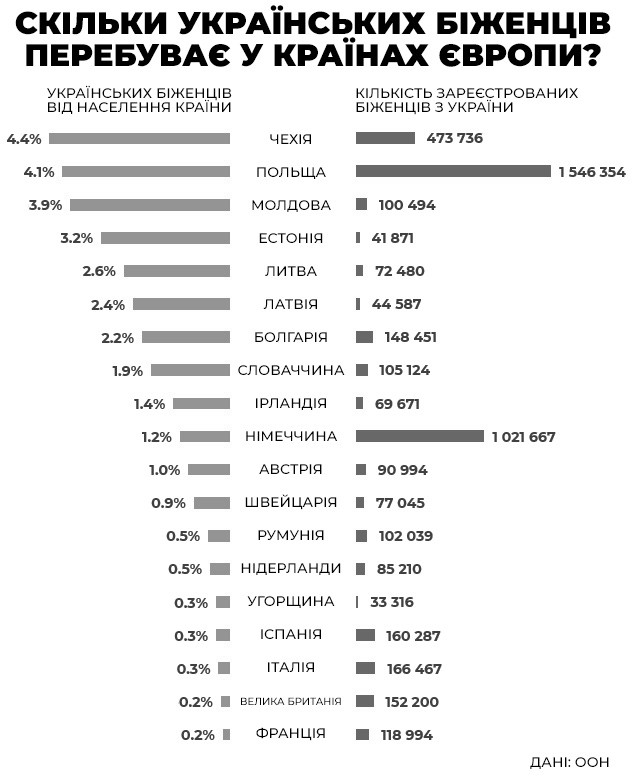 СКІЛЬКИ УКРАЇНСЬКИХ БІЖЕНЦІВ
ПЕРЕБУВАЄ У КРАЇНАХ ЄВРОПИ?
УКРАЇНСЬКИХ БІЖЕНЦІВ
ВІД НАСЕЛЕННЯ КРАЇНИ
КІЛЬКІСТЬ ЗАРЕЄСТРОВАНИХ
БІЖЕНЦІВ З УКРАЇНИ
4.4% ЧЕХІЯ 473 736
4.1% ПОЛЬЩА 1 546 354
3.9% МОЛДОВА 100 494
3.2% ЕСТОНІЯ 41 871
2.6% ЛИТВА 72 480
2.4% ЛАТВІЯ 44 587
2.2% БОЛГАРІЯ 148 451
1.9% СЛОВАЧЧИНА 105 124
1.4% ІРЛАНДІЯ 69 671
1.2% НІМЕЧЧИНА 1 021 667
1.0% АВСТРІЯ 90 994
0.9% ШВЕЙЦАРІЯ 77 045
0.5% РУМУНІЯ 102 039
0.5% НІДЕРЛАНДИ 85 210
0.3% УГОРЩИНА 33 316
0.3% ІСПАНІЯ 160 287
0.3% ІТАЛІЯ 166 467
0.2% ВЕЛИКА БРИТАНІЯ 152 200
0.2% ФРАНЦІЯ 118 994
ДАНІ: ООН